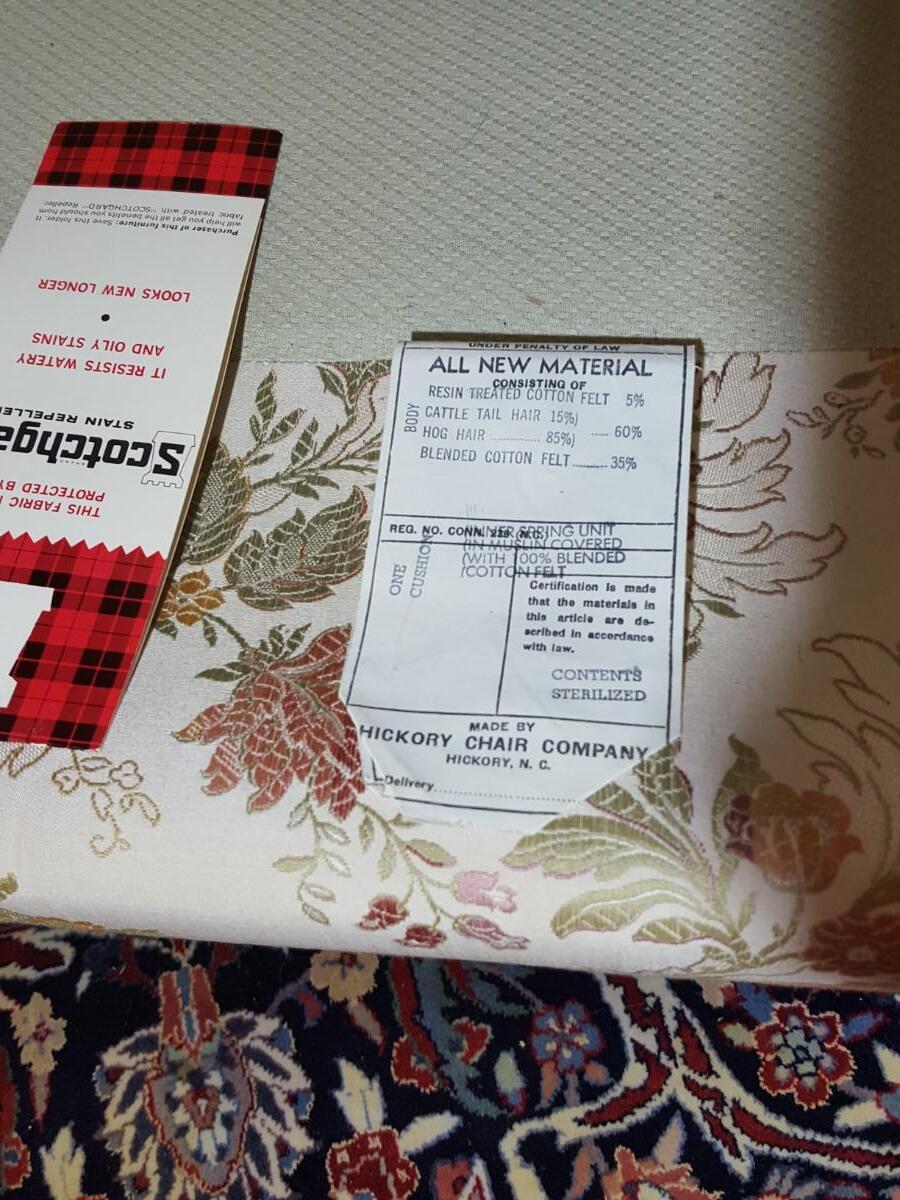 THIS FABRIC
PROTECTED BY
STAIN REPELLE
IT RESISTS WATERY
AND OILY STAINS
•
LOOKS NEW LONGER
Purchaser of this furniture: Save this folder. It
will help you get all the benefits you should from
fabric treated with "SCOTCHGARD" Repeller.
UNDER PENALTY OF LAW
ALL NEW MATERIAL
CONSISTING OF
BODY
RESIN TREATED COTTON FELT 5%
CATTLE TAIL HAIR 15%)
HOG HAIR ............ 85%) ..... 60%
BLENDED COTTON FELT......... 35%
REG. NO. CONN. (N.C.)
ONE
CUSHION
(INNER SPRING UNIT
(IN MUSLIN COVERED
(WITH 100% BLENDED
(COTTON FELT
Certification is made
that the materials in
this article are de-
scribed in accordance
with law.
CONTENTS
STERILIZED
MADE BY
HICKORY CHAIR COMPANY
HICKORY, N. C.
Delivery